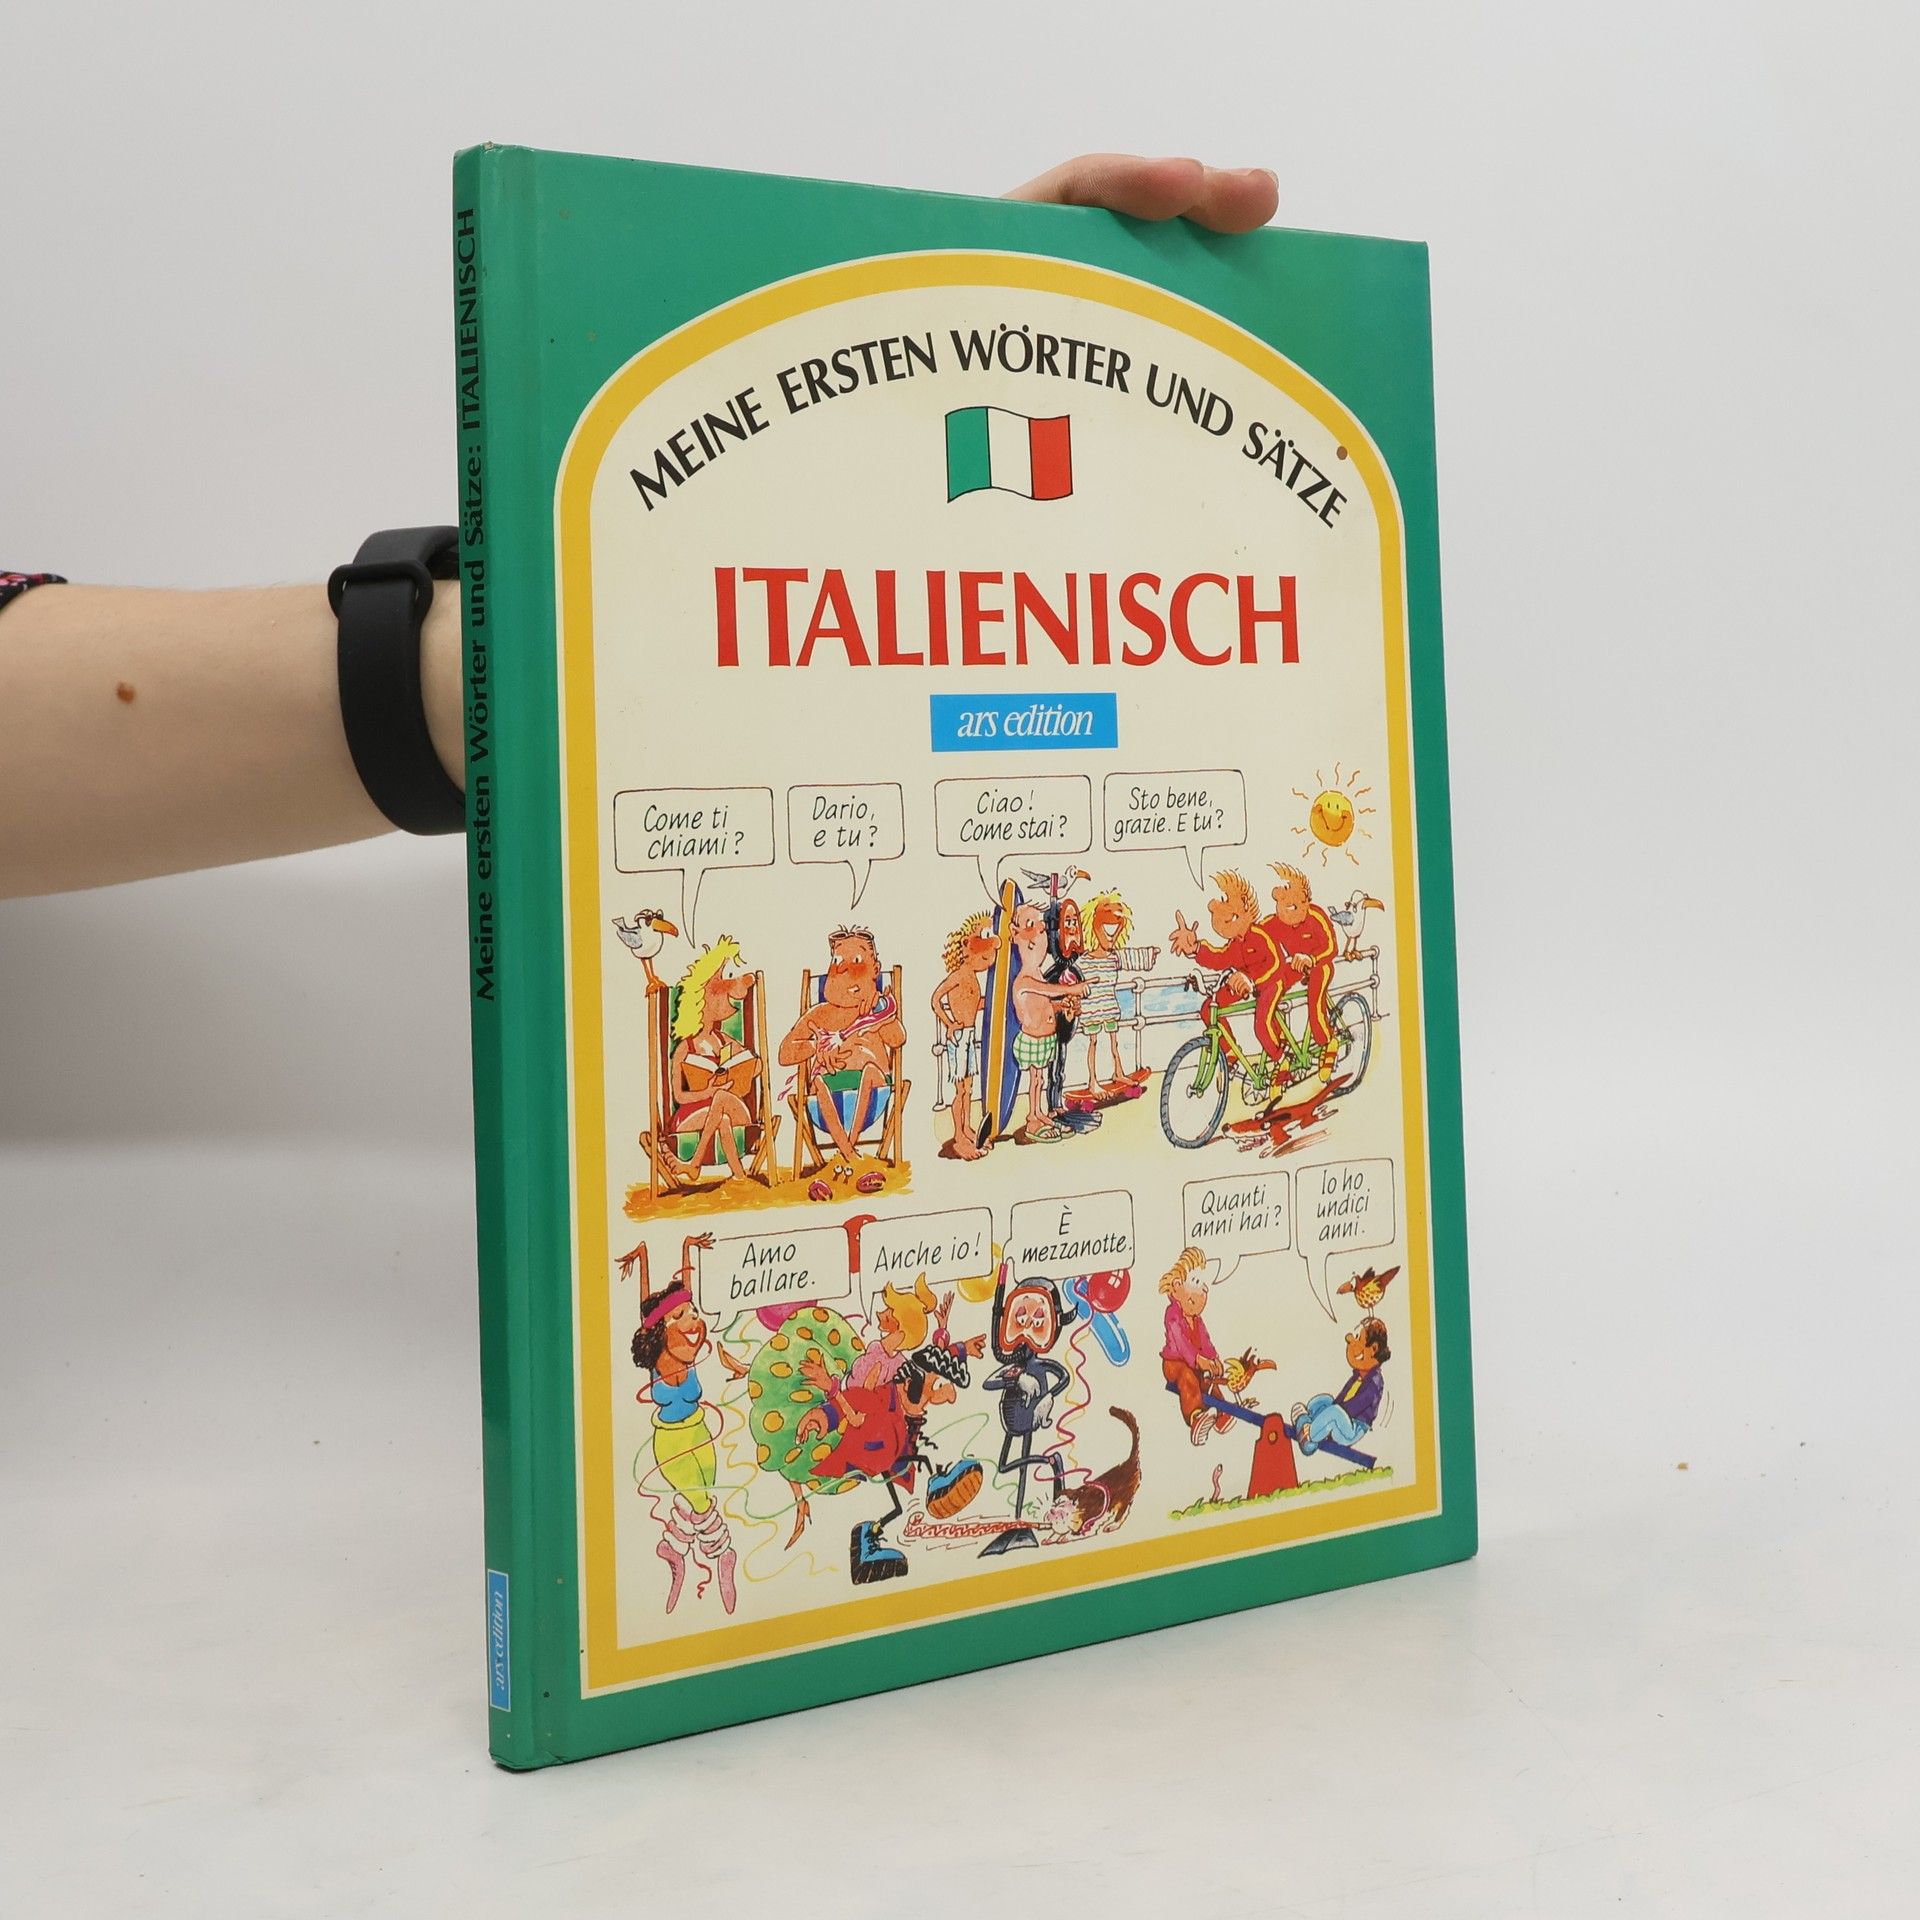 MEINE ERSTEN WÖRTER UND SÄTZE
ITALIENISCH
ars edition
Come ti
chiami?
Dario,
e tu?
Ciao!
Come stai?
Sto bene,
grazie. E tu?
Amo
ballare.
Anche io!
È
mezzanotte.
Quanti
anni hai?
Io ho
undici
anni.
Meine ersten Wörter und Sätze: ITALIENISCH
ars edition